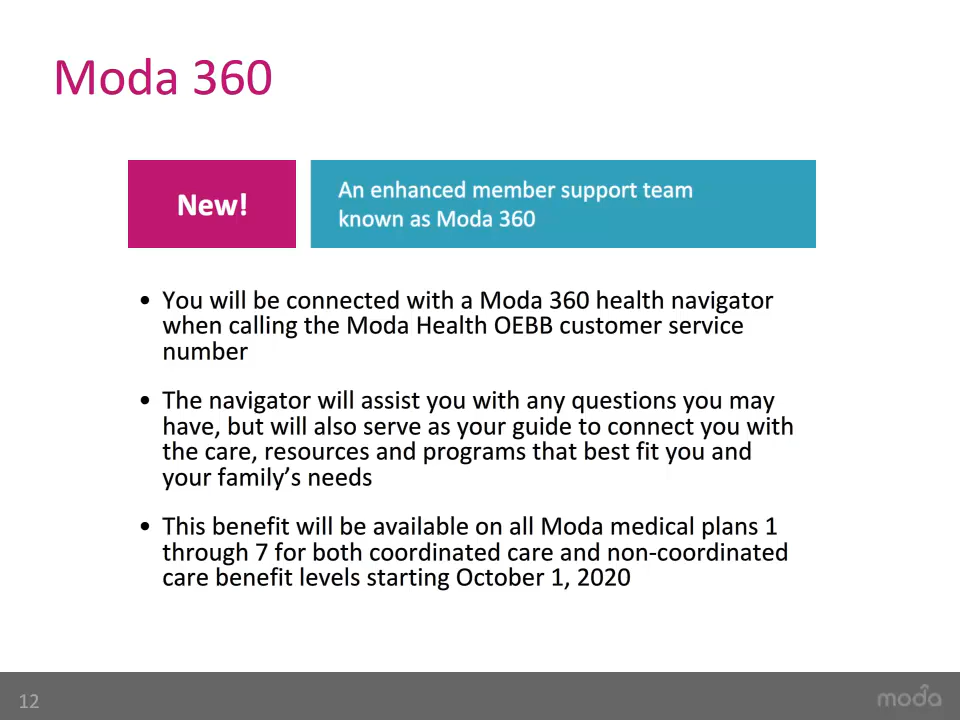 Moda 360
New!
An enhanced member support team
known as Moda 360
• You will be connected with a Moda 360 health navigator
when calling the Moda Health OEBB customer service
number
• The navigator will assist you with any questions you may
have, but will also serve as your guide to connect you with
the care, resources and programs that best fit you and
your family’s needs
• This benefit will be available on all Moda medical plans 1
through 7 for both coordinated care and non-coordinated
care benefit levels starting October 1, 2020
12
moda